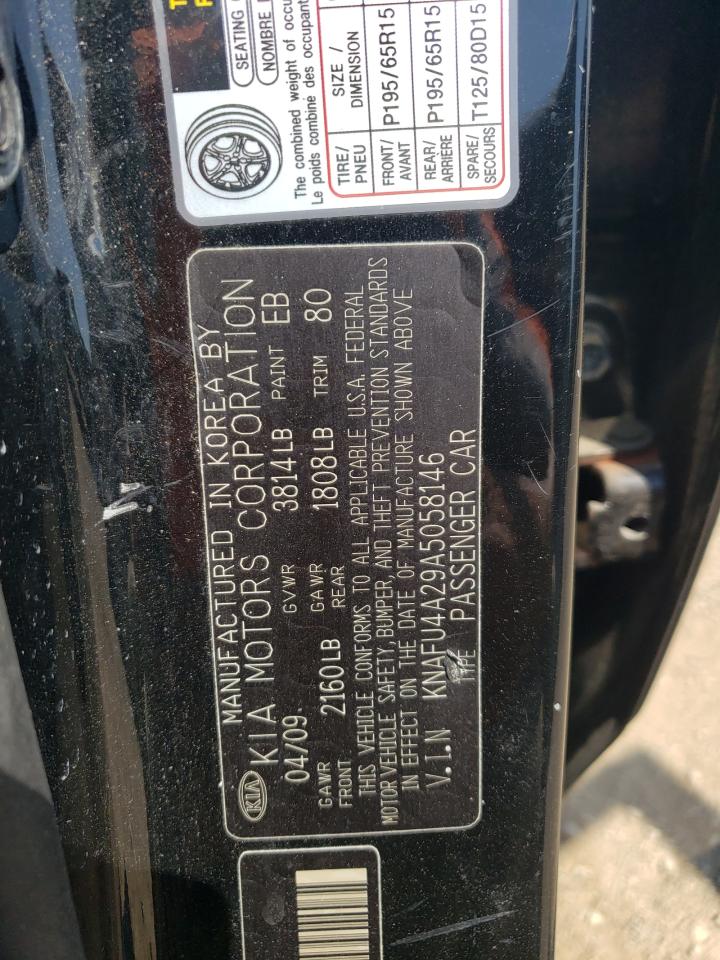 SEATING
NOMBRE
The combined weight of occu
Le poids combiné des occupant
TIRE / PNEU SIZE / DIMENSION
FRONT/ AVANT P195/65R15
REAR/ ARRIÈRE P195/65R15
SPARE/ SECOURS T125/80D15
MANUFACTURED IN KOREA BY
KIA KIA MOTORS CORPORATION
04/09 GVWR 3814LB PAINT EB
GAWR FRONT 2160LB GAWR REAR 1808LB TRIM 80
THIS VEHICLE CONFORMS TO ALL APPLICABLE U.S.A. FEDERAL
MOTOR VEHICLE SAFETY, BUMPER, AND THEFT PREVENTION STANDARDS
IN EFFECT ON THE DATE OF MANUFACTURE SHOWN ABOVE
V.I.N KNAFU4A29A5058146
TYPE PASSENGER CAR